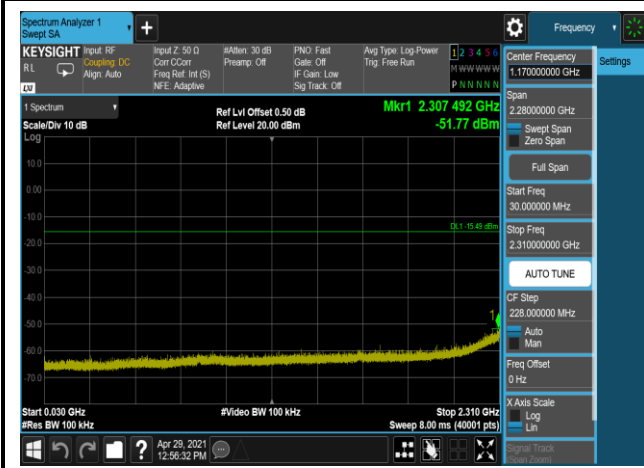 Spectrum Analyzer 1
Swept SA
Frequency
KEYSIGHT
RL
Input: RF
Coupling: DC
Align: Auto
Input Z: 50 Ω
Corr CCorr
Freq Ref: Int (S)
NFE: Adaptive
#Atten: 30 dB
Preamp: Off
PNO: Fast
Gate: Off
IF Gain: Low
Sig Track: Off
Avg Type: Log-Power
Trig: Free Run
1 2 3 4 5 6
M W W W W W
P N N N N N
1 Spectrum
Scale/Div 10 dB
Ref Lvl Offset 0.50 dB
Ref Level 20.00 dBm
Mkr1 2.307 492 GHz
-51.77 dBm
Log
10.0
0.00
-10.0
DL1 -15.49 dBm
-20.0
-30.0
-40.0
1
-50.0
-60.0
-70.0
Start 0.030 GHz
#Res BW 100 kHz
#Video BW 100 kHz
Stop 2.310 GHz
Sweep 8.00 ms (40001 pts)
Apr 29, 2021
12:56:32 PM
Center Frequency
1.170000000 GHz
Settings
Span
2.28000000 GHz
Swept Span
Zero Span
Full Span
Start Freq
30.000000 MHz
Stop Freq
2.310000000 GHz
AUTO TUNE
CF Step
228.000000 MHz
Auto
Man
Freq Offset
0 Hz
X Axis Scale
Log
Lin
Signal Track
(Span Zoom)